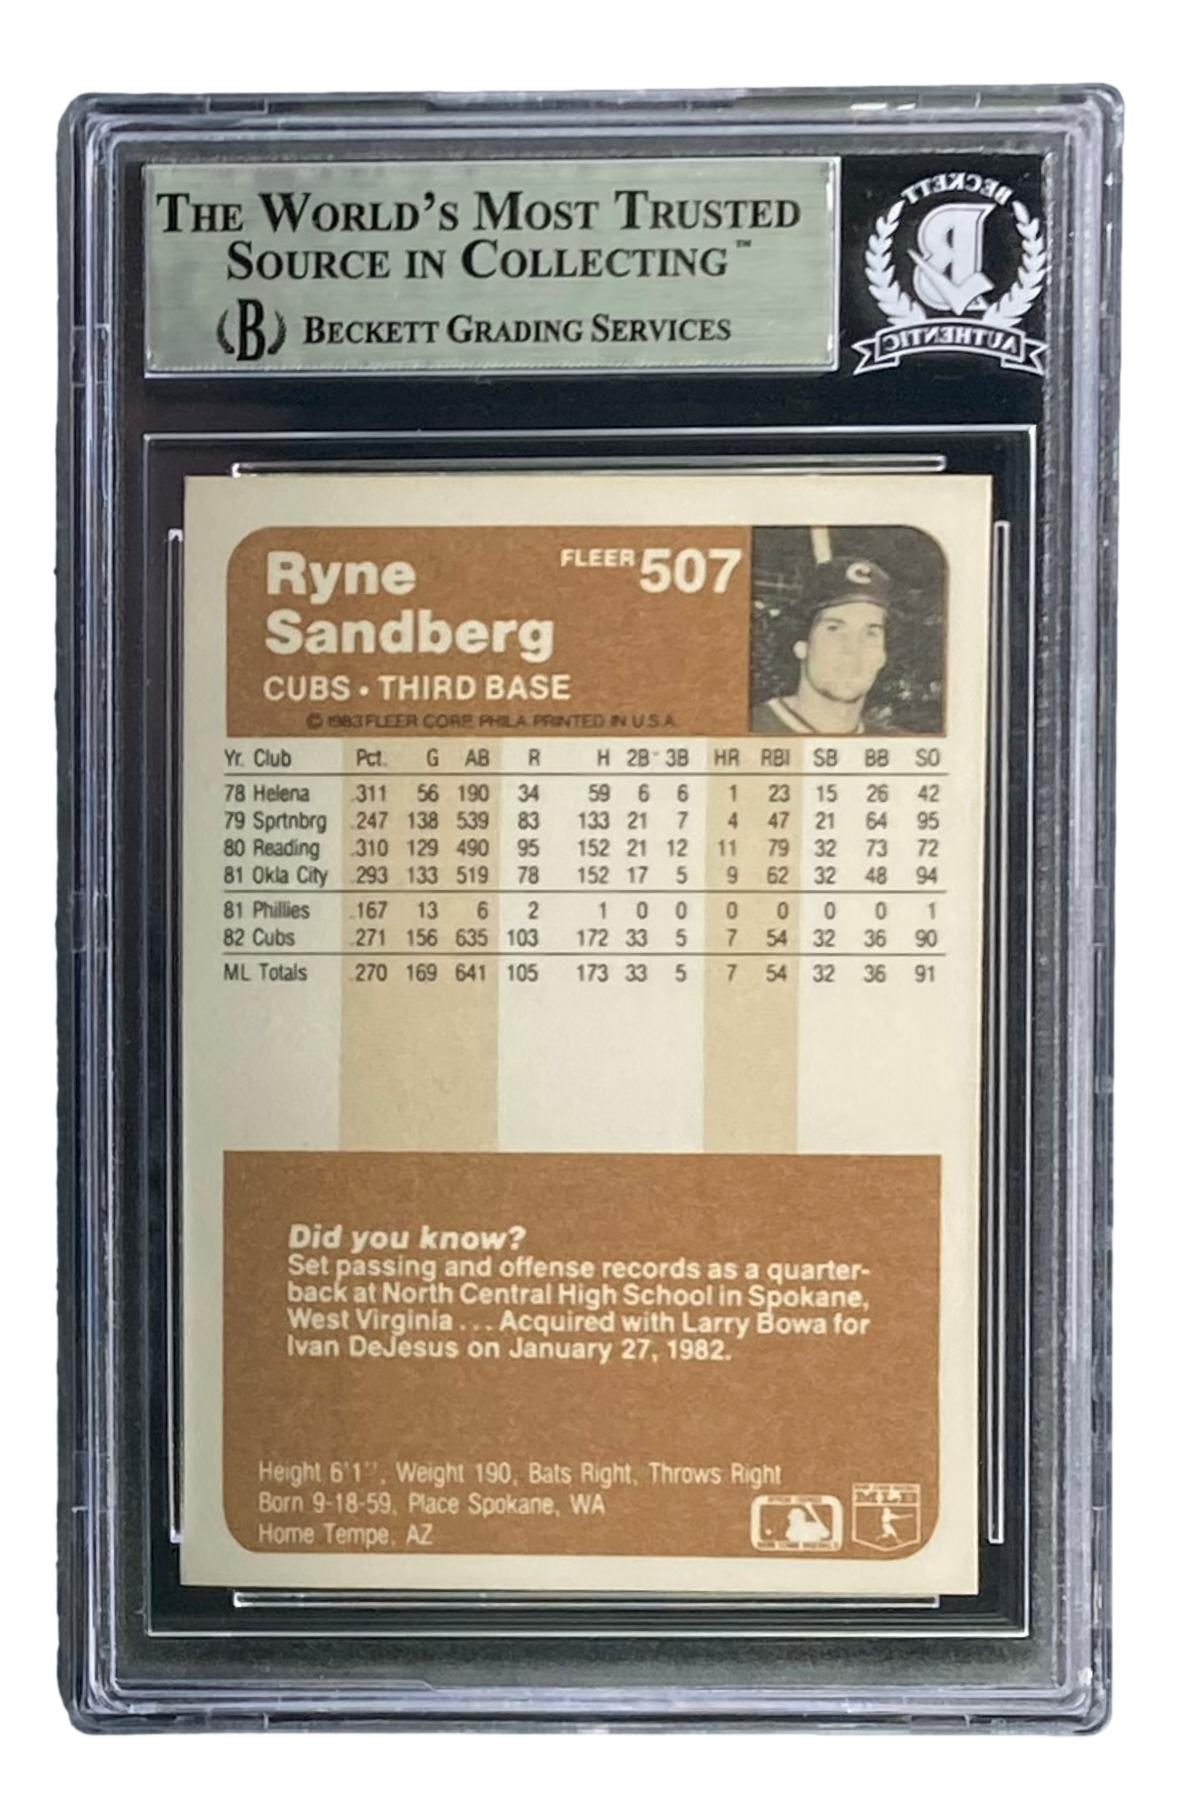 THE WORLD'S MOST TRUSTED
SOURCE IN COLLECTING™
B BECKETT GRADING SERVICES
BECKETT
AUTHENTIC
Ryne
Sandberg
FLEER 507
CUBS • THIRD BASE
© 1983 FLEER CORP. PHILA. PRINTED IN U.S.A.
C
Yr. Club Pct. G AB R H 2B 3B HR RBI SB BB SO
78 Helena .311 56 190 34 59 6 6 1 23 15 26 42
79 Sprtnbrg .247 138 539 83 133 21 7 4 47 21 64 95
80 Reading .310 129 490 95 152 21 12 11 79 32 73 72
81 Okla City .293 133 519 78 152 17 5 9 62 32 48 94
81 Phillies .167 13 6 2 1 0 0 0 0 0 0 1
82 Cubs .271 156 635 103 172 33 5 7 54 32 36 90
ML Totals .270 169 641 105 173 33 5 7 54 32 36 91
Did you know?
Set passing and offense records as a quarter-
back at North Central High School in Spokane,
West Virginia . . . Acquired with Larry Bowa for
Ivan DeJesus on January 27, 1982.
Height 6'1'', Weight 190, Bats Right, Throws Right
Born 9-18-59, Place Spokane, WA
Home Tempe, AZ